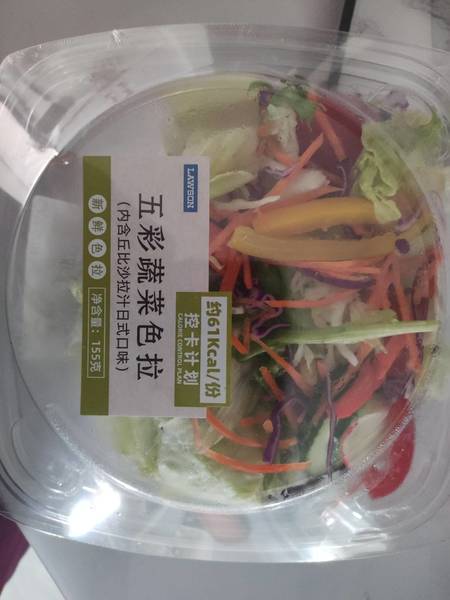 LAWSON
五彩蔬菜色拉
(内含丘比沙拉汁日式口味)
新鲜色拉
净含量：155克
约61Kcal/份
控卡计划
CALORIE CONTROL PLAN